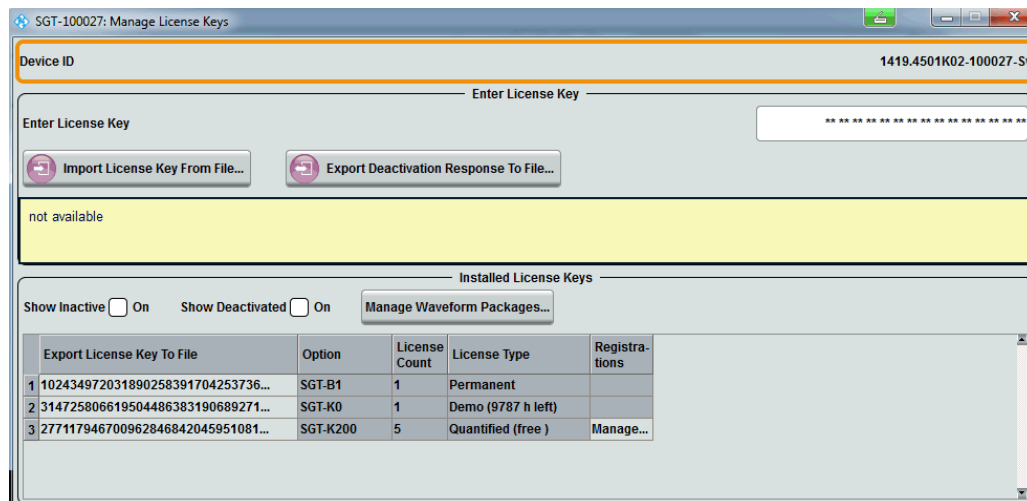 SGT-100027: Manage License Keys
Device ID 1419.4501K02-100027-S
Enter License Key
Enter License Key ** ** ** ** ** ** ** ** ** ** ** ** ** ** **
Import License Key From File... Export Deactivation Response To File...
not available
Installed License Keys
Show Inactive On Show Deactivated On Manage Waveform Packages...
Export License Key To File Option License Count License Type Registra-tions
1 102434972031890258391704253736... SGT-B1 1 Permanent
2 314725806619504486383190689271... SGT-K0 1 Demo (9787 h left)
3 277117946700962846842045951081... SGT-K200 5 Quantified (free ) Manage...